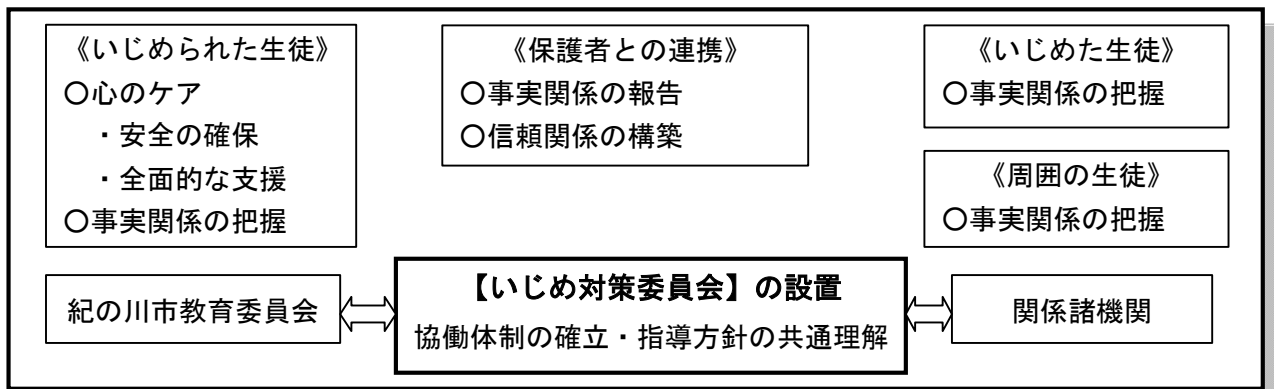 《いじめられた生徒》
○心のケア
・安全の確保
・全面的な支援
○事実関係の把握
《保護者との連携》
○事実関係の報告
○信頼関係の構築
《いじめた生徒》
○事実関係の把握
《周囲の生徒》
○事実関係の把握
紀の川市教育委員会
【いじめ対策委員会】の設置
協働体制の確立・指導方針の共通理解
関係諸機関